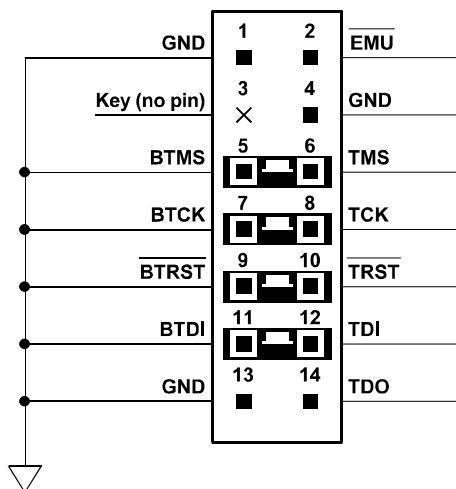 1 2
GND EMU
3 4
Key (no pin) GND
5 6
BTMS TMS
7 8
BTCK TCK
9 10
BTRST TRST
11 12
BTDI TDI
13 14
GND TDO